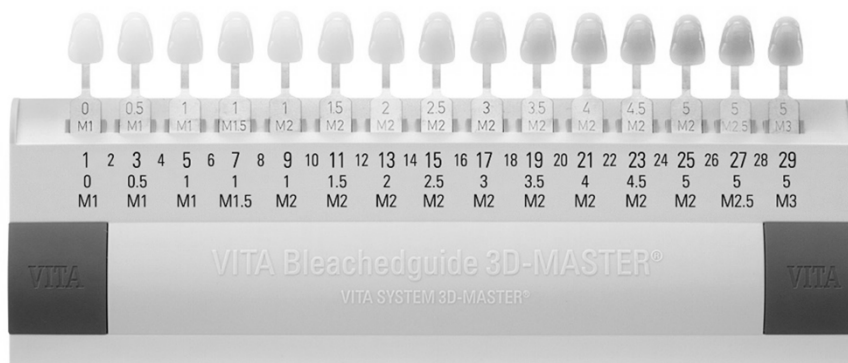 0 0.5 1 1 1 1.5 2 2.5 3 3.5 4 4.5 5 5 5
M1 M1 M1 M1.5 M2 M2 M2 M2 M2 M2 M2 M2 M2 M2.5 M3
1 2 3 4 5 6 7 8 9 10 11 12 13 14 15 16 17 18 19 20 21 22 23 24 25 26 27 28 29
0 0.5 1 1 1 1.5 2 2.5 3 3.5 4 4.5 5 5 5
M1 M1 M1 M1.5 M2 M2 M2 M2 M2 M2 M2 M2 M2 M2.5 M3
VITA VITA Bleachedguide 3D-MASTER® VITA
VITA SYSTEM 3D-MASTER®